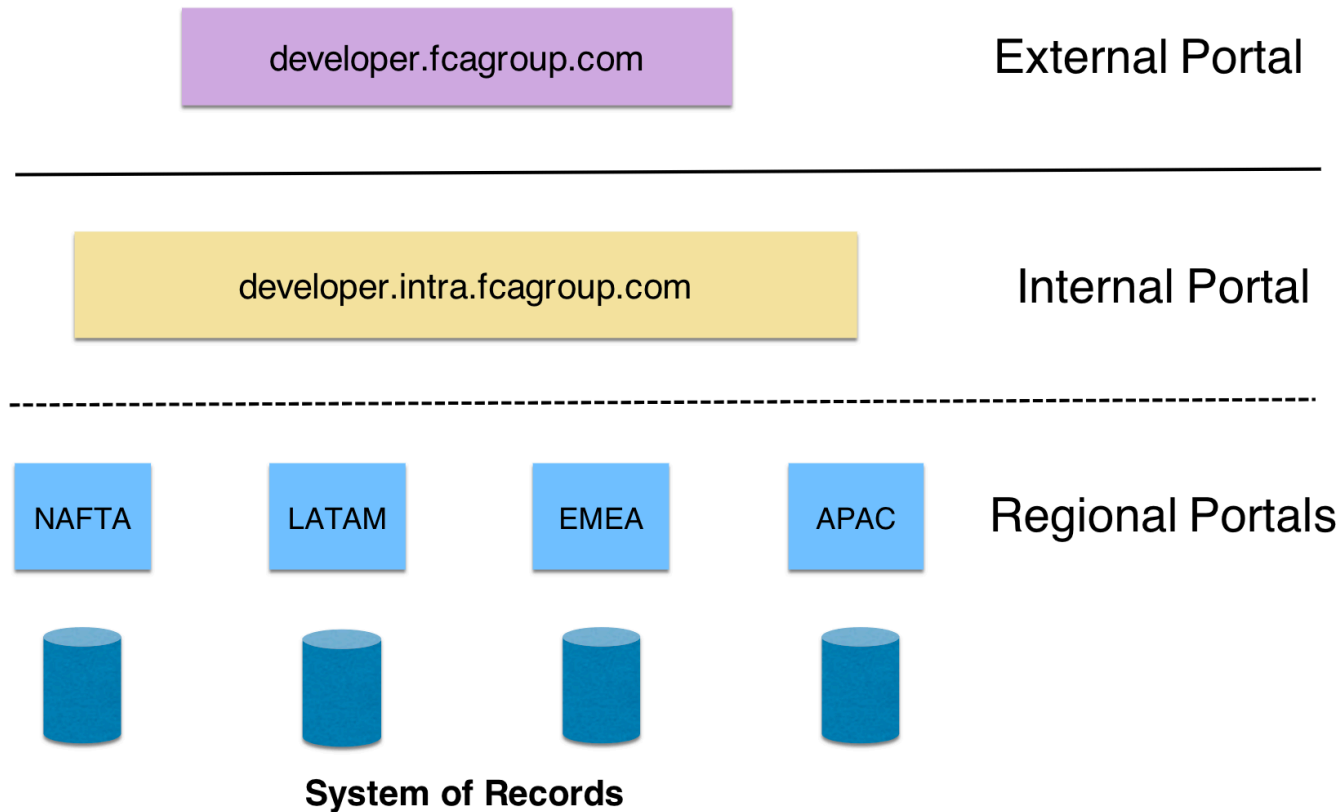 developer.fcagroup.com
External Portal
developer.intra.fcagroup.com
Internal Portal
NAFTA
LATAM
EMEA
APAC
Regional Portals
System of Records